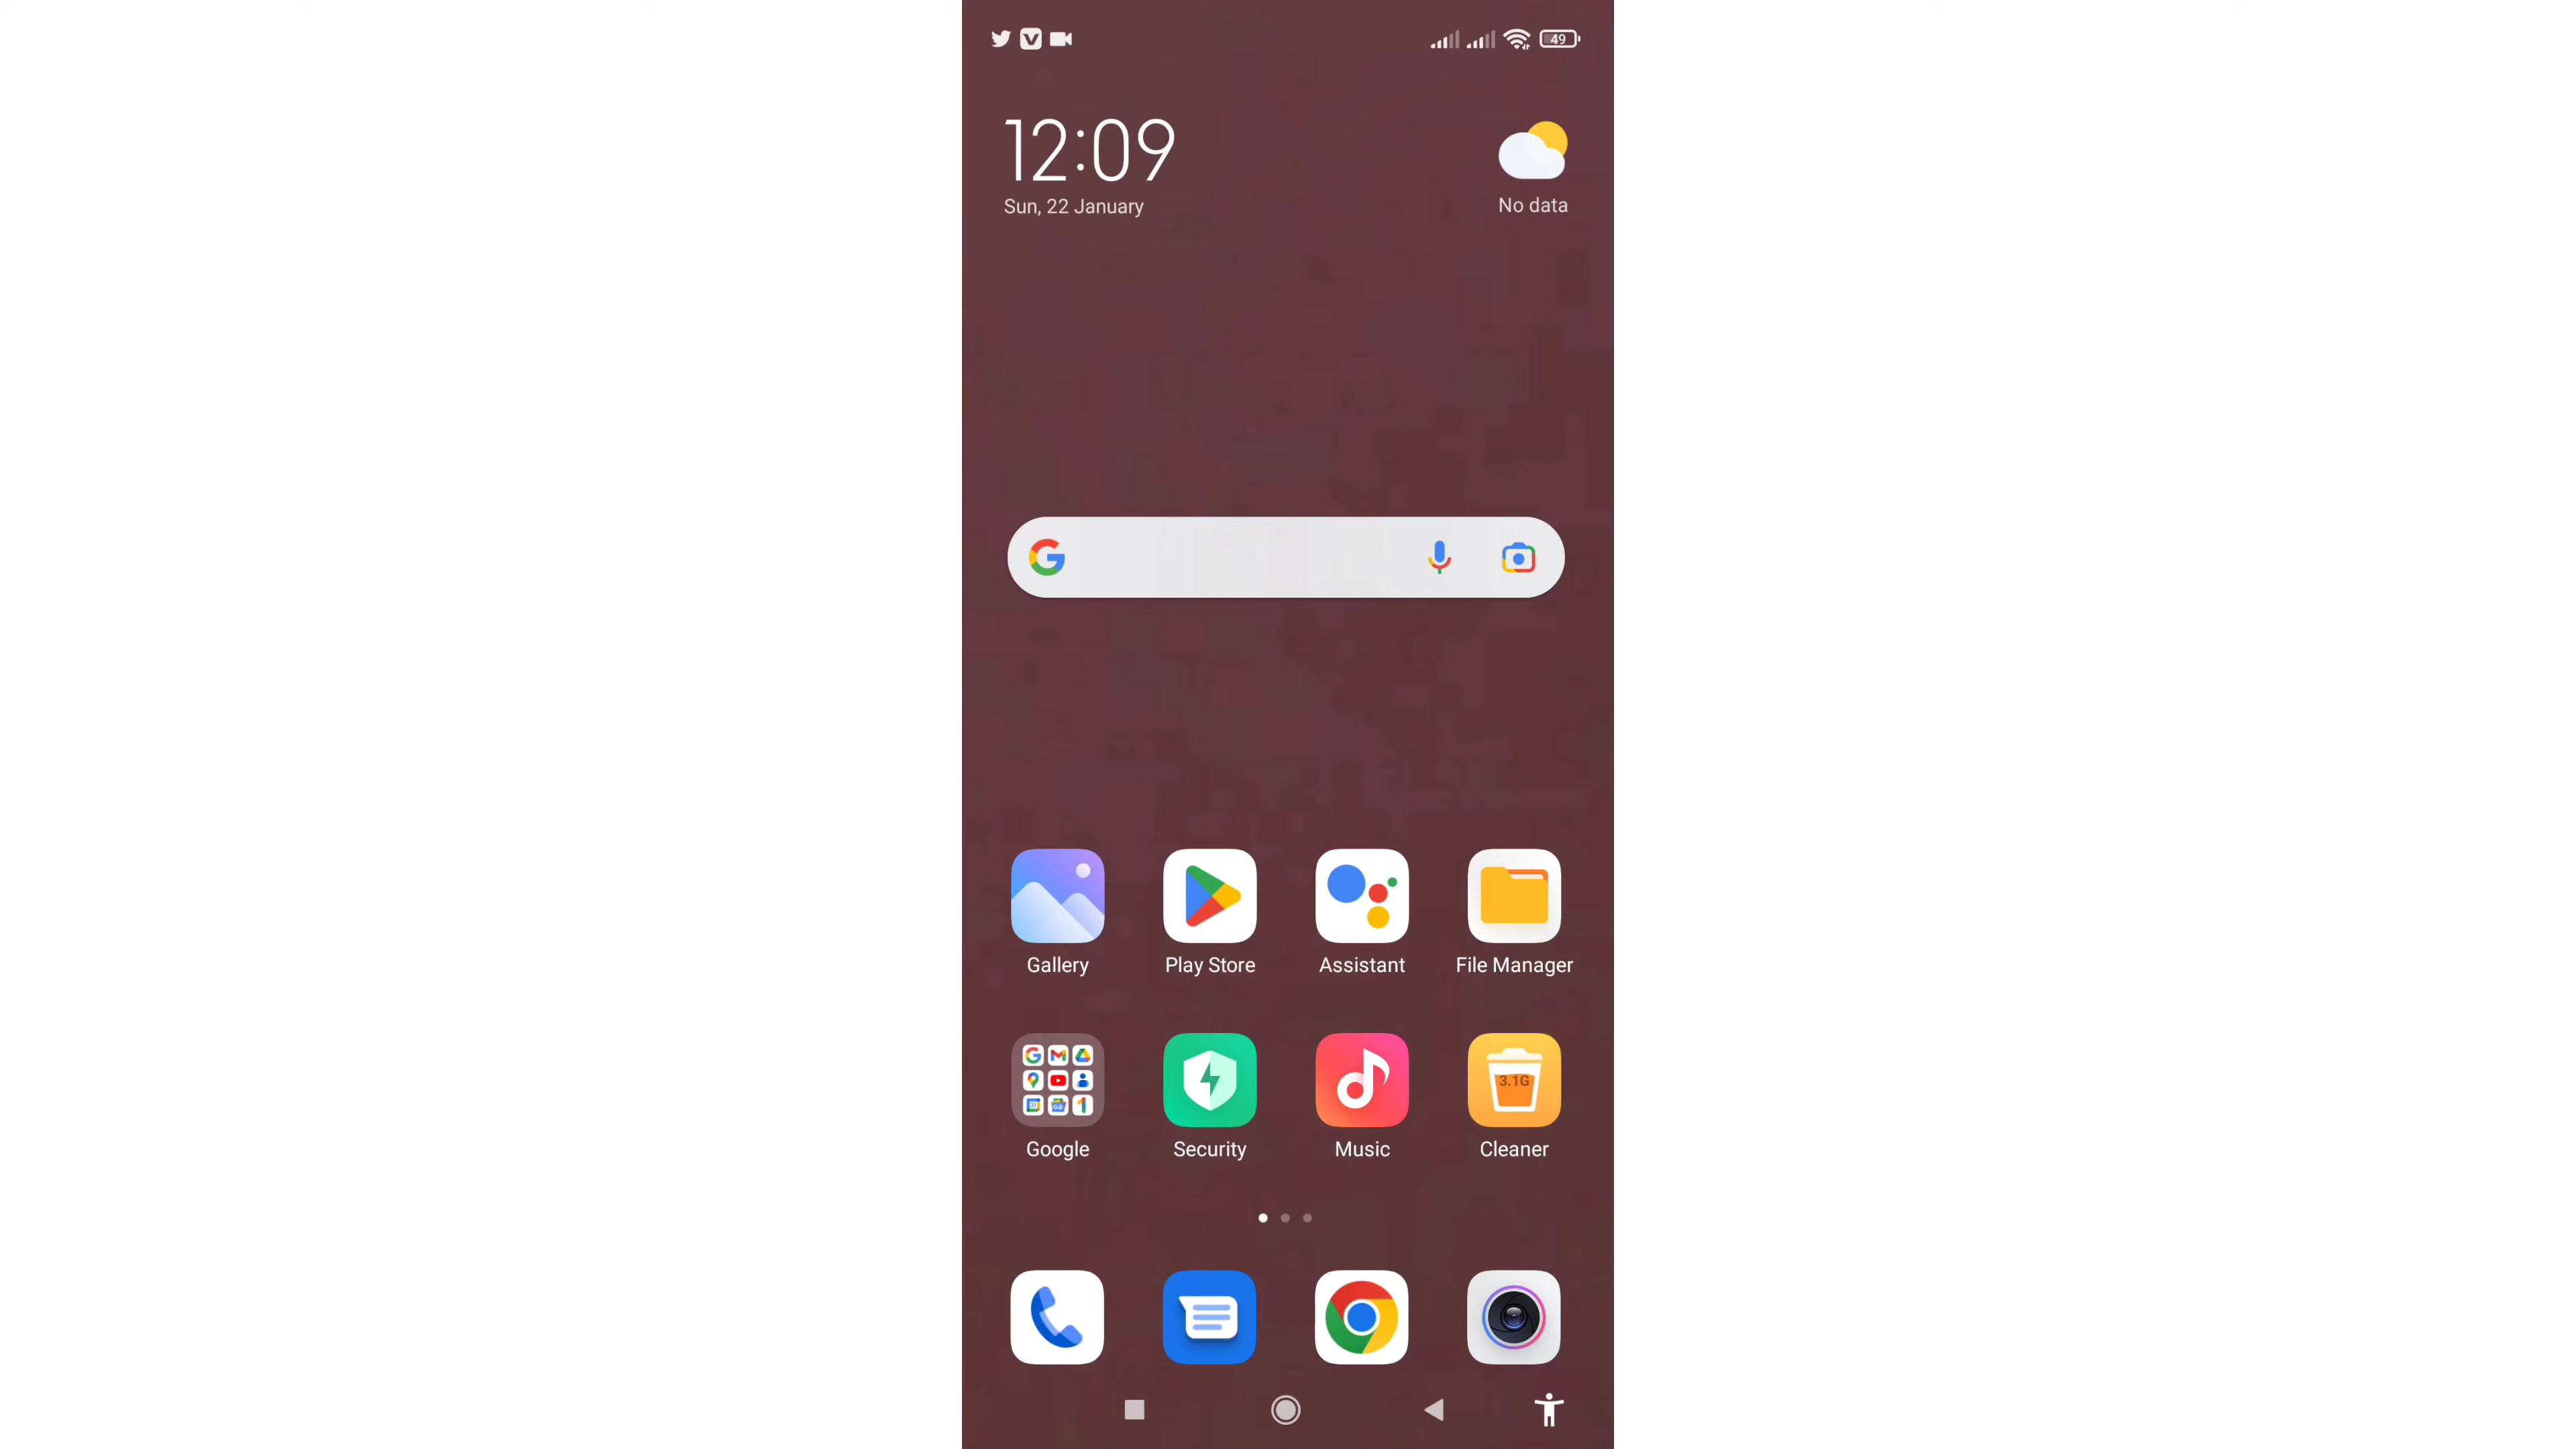 49
12:09
Sun, 22 January
No data
Gallery
Play Store
Assistant
File Manager
3.1G
Google
Security
Music
Cleaner